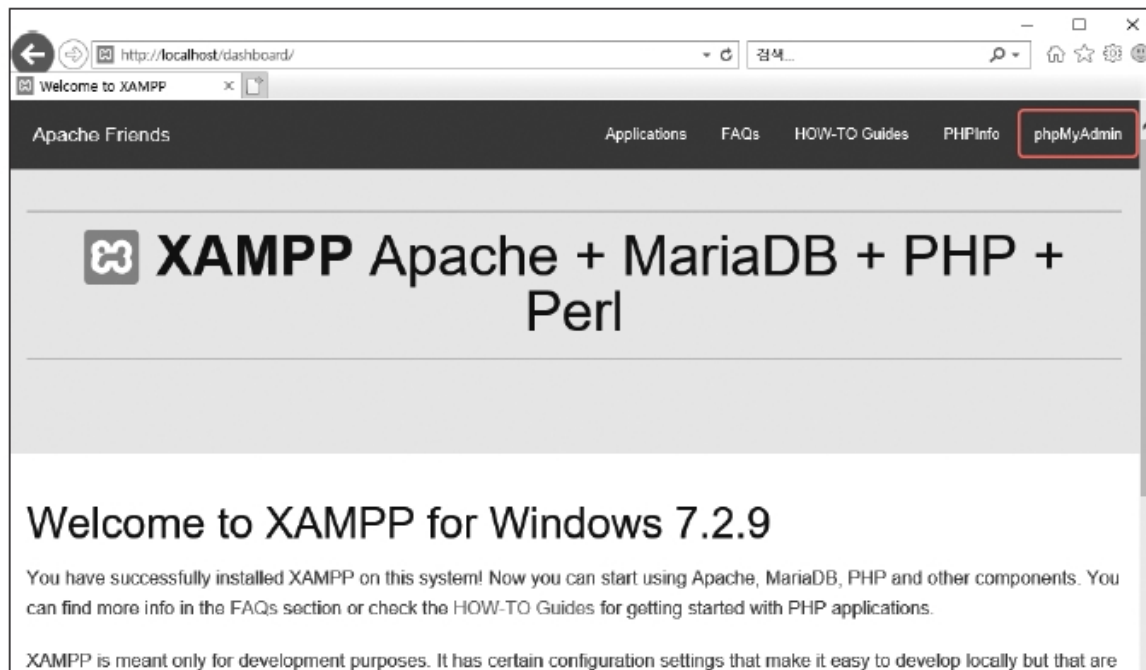 http://localhost/dashboard/
검색...
Welcome to XAMPP
Apache Friends
Applications FAQs HOW-TO Guides PHPInfo phpMyAdmin
XAMPP Apache + MariaDB + PHP +
Perl
Welcome to XAMPP for Windows 7.2.9
You have successfully installed XAMPP on this system! Now you can start using Apache, MariaDB, PHP and other components. You
can find more info in the FAQs section or check the HOW-TO Guides for getting started with PHP applications.
XAMPP is meant only for development purposes. It has certain configuration settings that make it easy to develop locally but that are